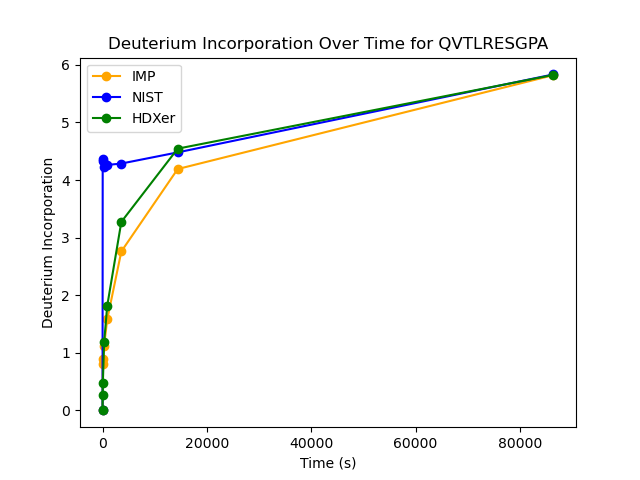 Deuterium Incorporation Over Time for QVTLRESGPA
IMP
NIST
HDXer
Deuterium Incorporation
6
5
4
3
2
1
0
0 20000 40000 60000 80000
Time (s)